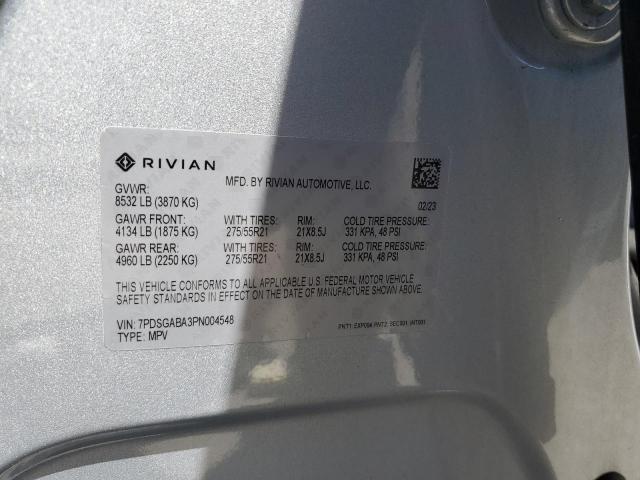 RIVIAN
MFD. BY RIVIAN AUTOMOTIVE, LLC.
GVWR:
8532 LB (3870 KG)
02/23
GAWR FRONT: WITH TIRES: RIM: COLD TIRE PRESSURE:
4134 LB (1875 KG) 275/55R21 21X8.5J 331 KPA, 48 PSI
GAWR REAR: WITH TIRES: RIM: COLD TIRE PRESSURE:
4960 LB (2250 KG) 275/55R21 21X8.5J 331 KPA, 48 PSI
THIS VEHICLE CONFORMS TO ALL APPLICABLE U.S. FEDERAL MOTOR VEHICLE
SAFETY STANDARDS IN EFFECT ON THE DATE OF MANUFACTURE SHOWN ABOVE.
VIN: 7PDSGABA3PN004548
TYPE: MPV
PNT1: EXP004 PNT2: